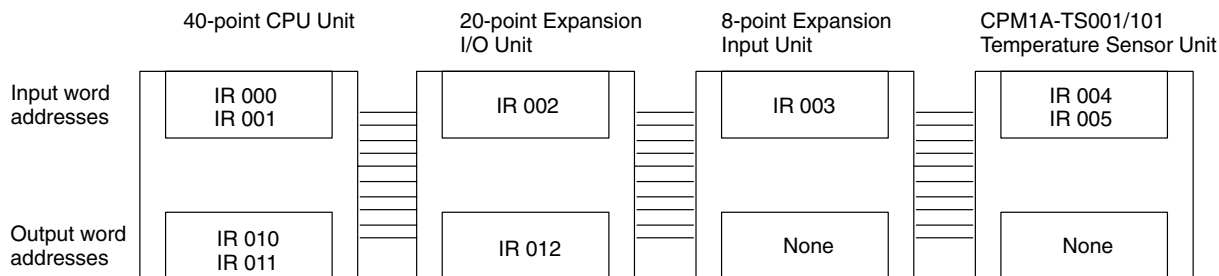 40-point CPU Unit
20-point Expansion
I/O Unit
8-point Expansion
Input Unit
CPM1A-TS001/101
Temperature Sensor Unit
Input word
addresses
IR 000
IR 001
IR 002
IR 003
IR 004
IR 005
Output word
addresses
IR 010
IR 011
IR 012
None
None